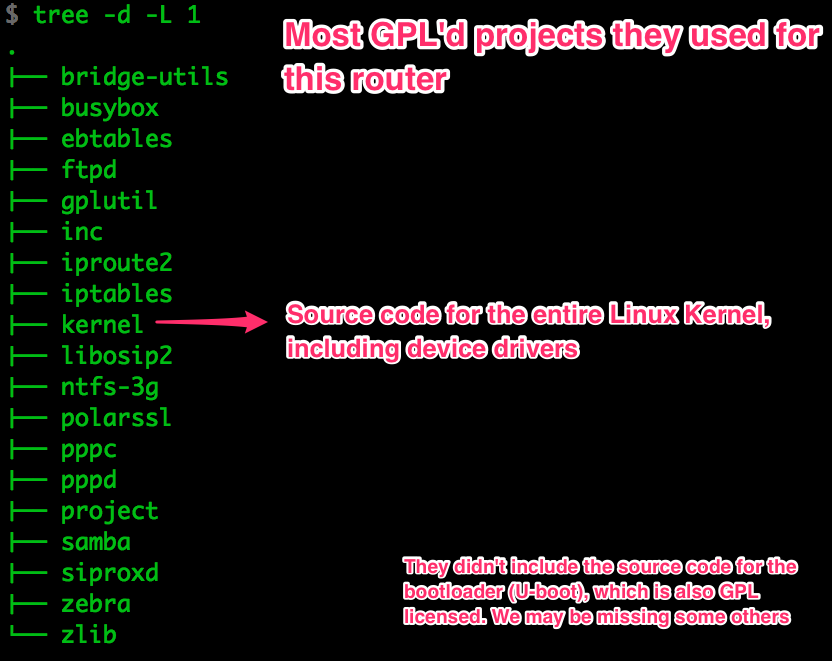 $ tree -d -L 1
Most GPL'd projects they used for
this router
.
├── bridge-utils
├── busybox
├── ebtables
├── ftpd
├── gplutil
├── inc
├── iproute2
├── iptables
├── kernel
Source code for the entire Linux Kernel,
including device drivers
├── libosip2
├── ntfs-3g
├── polarssl
├── pppc
├── pppd
├── project
├── samba
├── siproxd
├── zebra
└── zlib
They didn't include the source code for the
bootloader (U-boot), which is also GPL
licensed. We may be missing some others